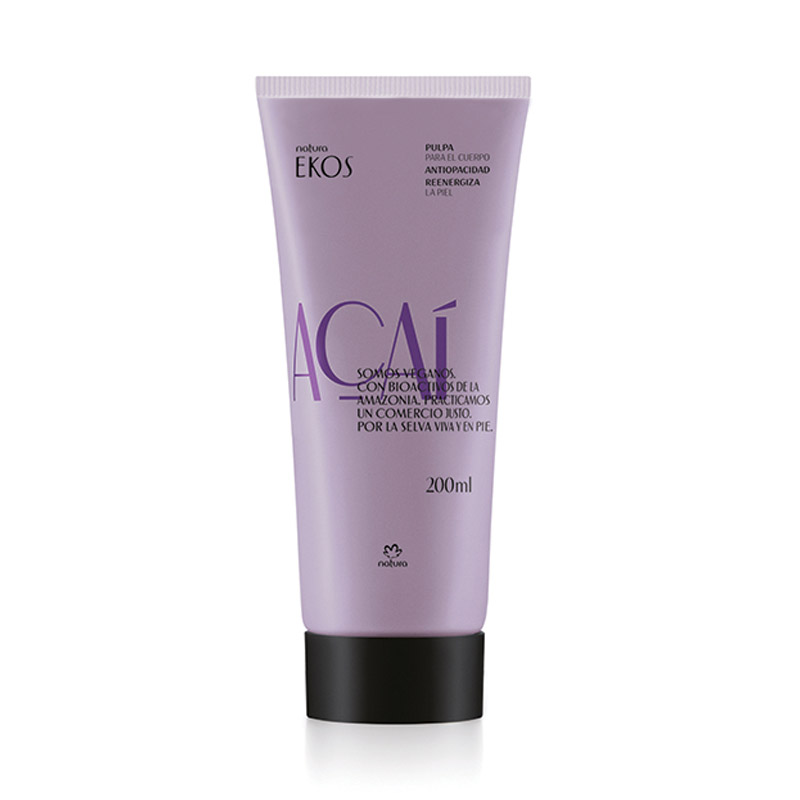 natura
EKOS
PULPA
PARA EL CUERPO
ANTIOPACIDAD
REENERGIZA
LA PIEL
AÇAÍ
SOMOS VEGANOS.
CON BIOACTIVOS DE LA
AMAZONIA. PRACTICAMOS
UN COMERCIO JUSTO.
POR LA SELVA VIVA Y EN PIE.
200ml
natura